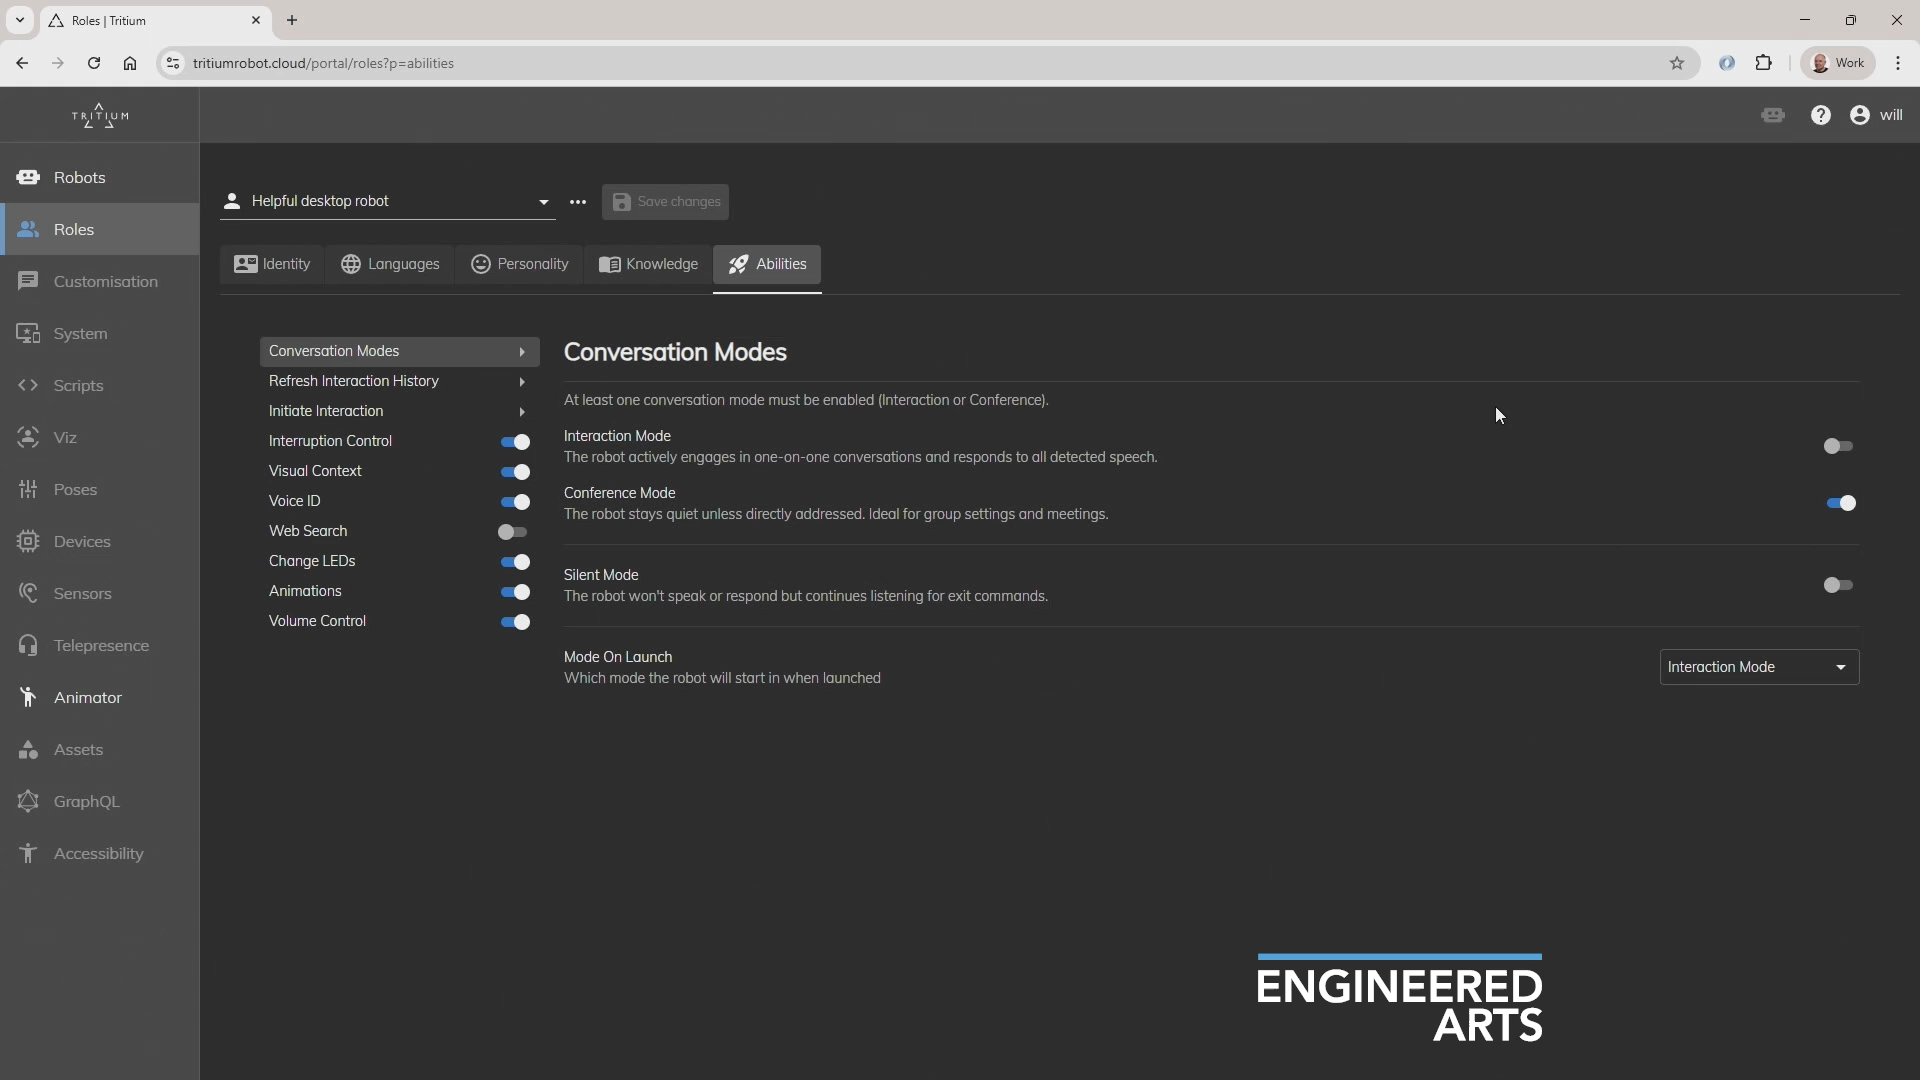 Roles | Tritium
tritiumrobot.cloud/portal/roles?p=abilities
Work
TRITIUM
will
Robots
Roles
Customisation
System
Scripts
Viz
Poses
Devices
Sensors
Telepresence
Animator
Assets
GraphQL
Accessibility
Helpful desktop robot
Save changes
Identity
Languages
Personality
Knowledge
Abilities
Conversation Modes
Refresh Interaction History
Initiate Interaction
Interruption Control
Visual Context
Voice ID
Web Search
Change LEDs
Animations
Volume Control
Conversation Modes
At least one conversation mode must be enabled (Interaction or Conference).
Interaction Mode
The robot actively engages in one-on-one conversations and responds to all detected speech.
Conference Mode
The robot stays quiet unless directly addressed. Ideal for group settings and meetings.
Silent Mode
The robot won't speak or respond but continues listening for exit commands.
Mode On Launch
Which mode the robot will start in when launched
Interaction Mode
ENGINEERED
ARTS